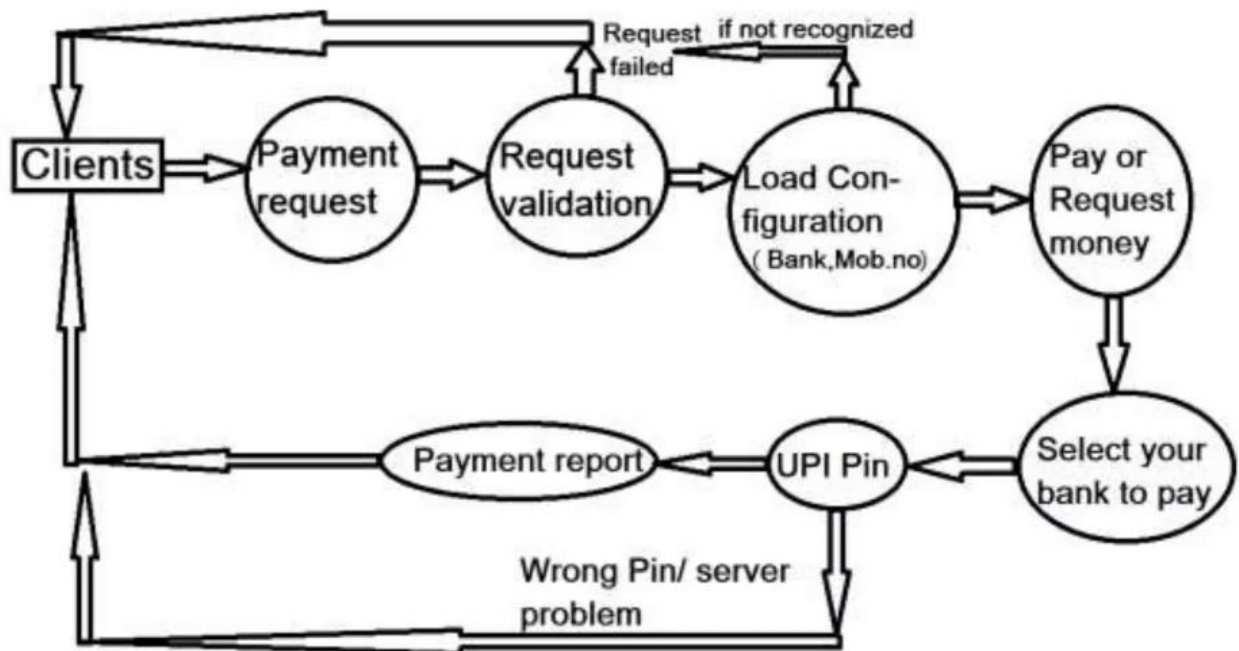 Request if not recognized
failed
Clients
Payment
request
Request
validation
Load Con-
figuration
( Bank,Mob.no)
Pay or
Request
money
Select your
bank to pay
UPI Pin
Payment report
Wrong Pin/ server
problem